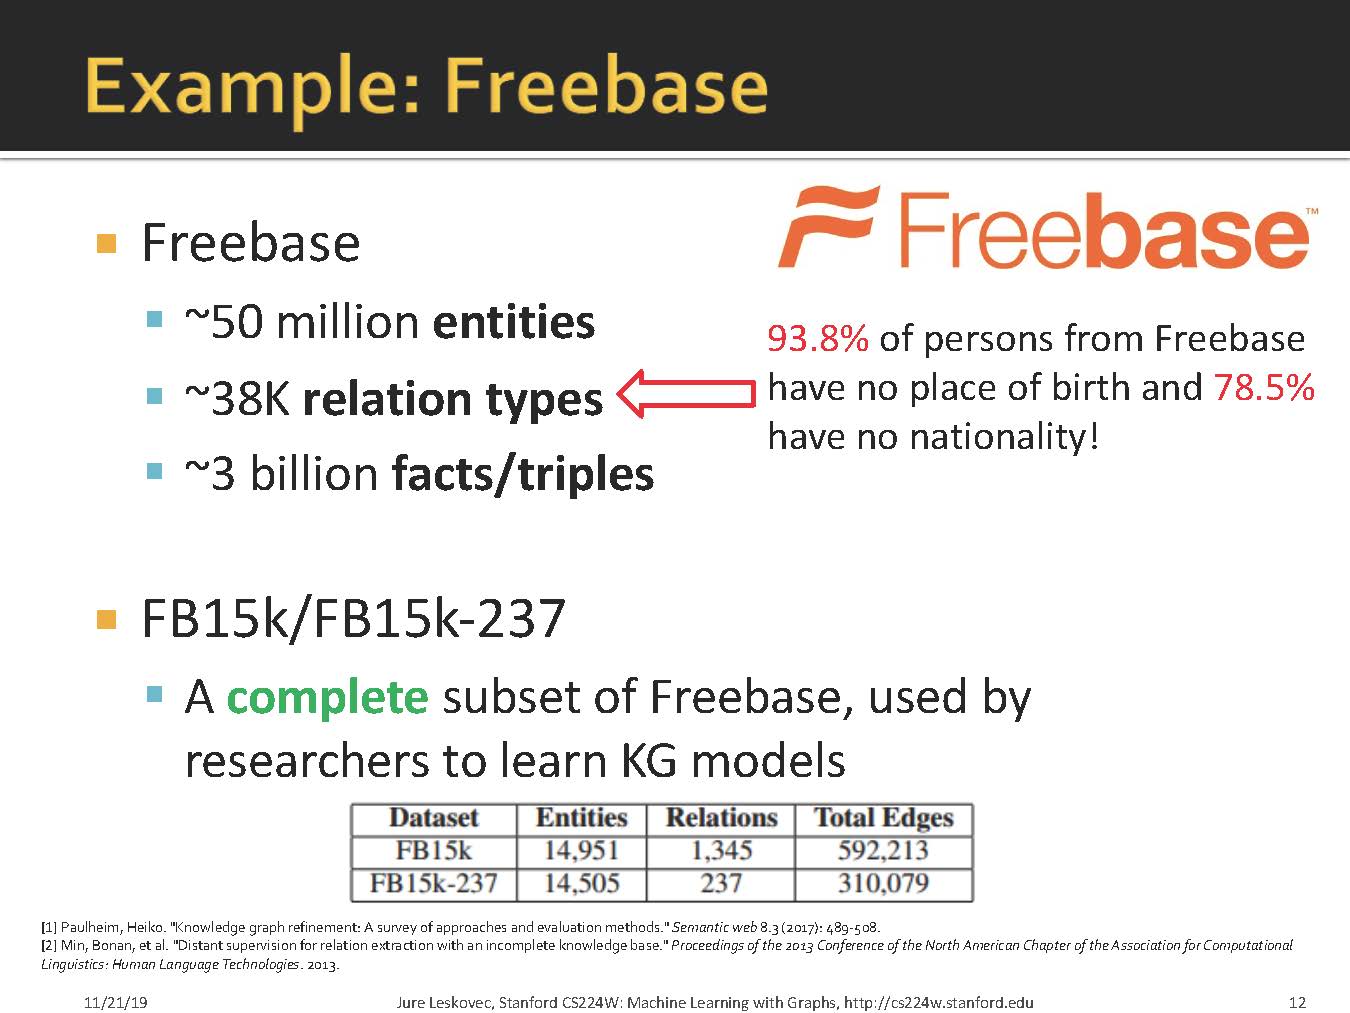 Example: Freebase
Freebase
~50 million entities
~38K relation types
~3 billion facts/triples
Freebase™
93.8% of persons from Freebase
have no place of birth and 78.5%
have no nationality!
FB15k/FB15k-237
A complete subset of Freebase, used by
researchers to learn KG models
Dataset Entities Relations Total Edges
FB15k 14,951 1,345 592,213
FB15k-237 14,505 237 310,079
[1] Paulheim, Heiko. "Knowledge graph refinement: A survey of approaches and evaluation methods." Semantic web 8.3 (2017): 489-508.
[2] Min, Bonan, et al. "Distant supervision for relation extraction with an incomplete knowledge base." Proceedings of the 2013 Conference of the North American Chapter of the Association for Computational
Linguistics: Human Language Technologies. 2013.
11/21/19 Jure Leskovec, Stanford CS224W: Machine Learning with Graphs, http://cs224w.stanford.edu 12